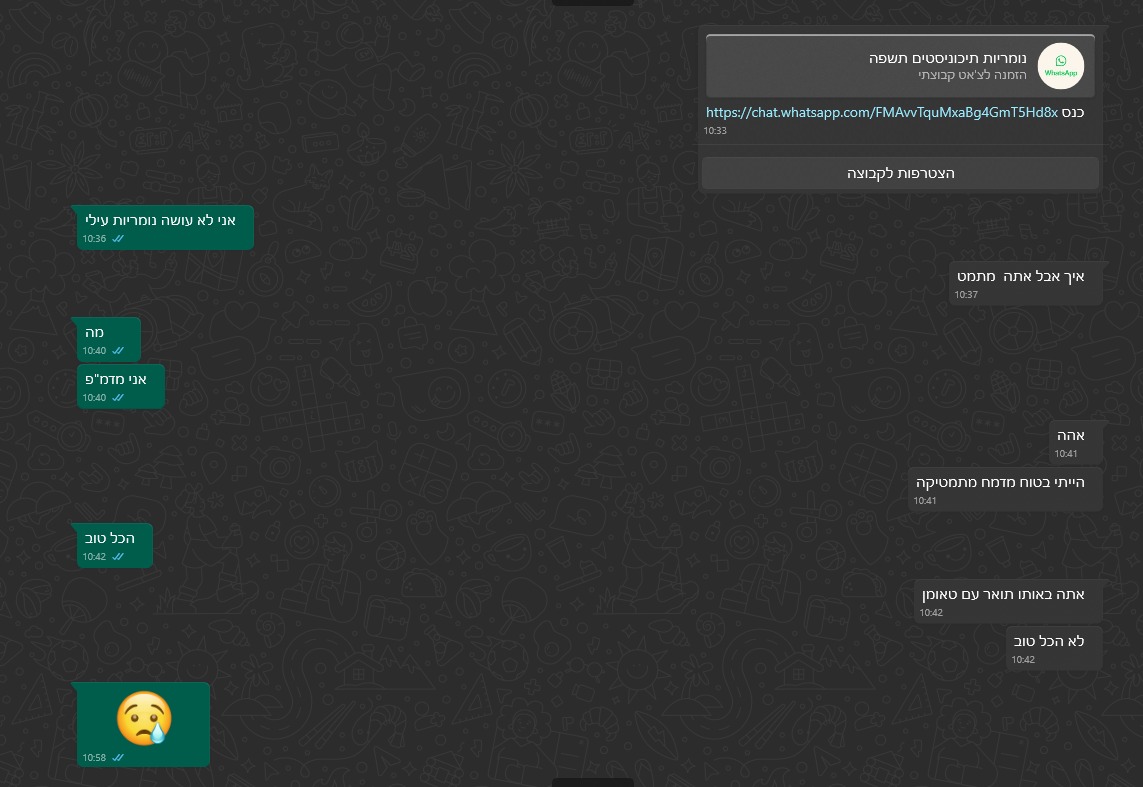 נומריות תיכוניסטים תשפה
הזמנה לצ'אט קבוצתי
WhatsApp
כנס https://chat.whatsapp.com/FMAvvTquMxaBg4GmT5Hd8x
10:33
הצטרפות לקבוצה
אני לא עושה נומריות עילי
10:36
איך אבל אתה  מתמט
10:37
מה
10:40
אני מדמ"פ
10:40
אהה
10:41
הייתי בטוח מדמח מתמטיקה
10:41
הכל טוב
10:42
אתה באותו תואר עם טאומן
10:42
לא הכל טוב
10:42
😢
10:58